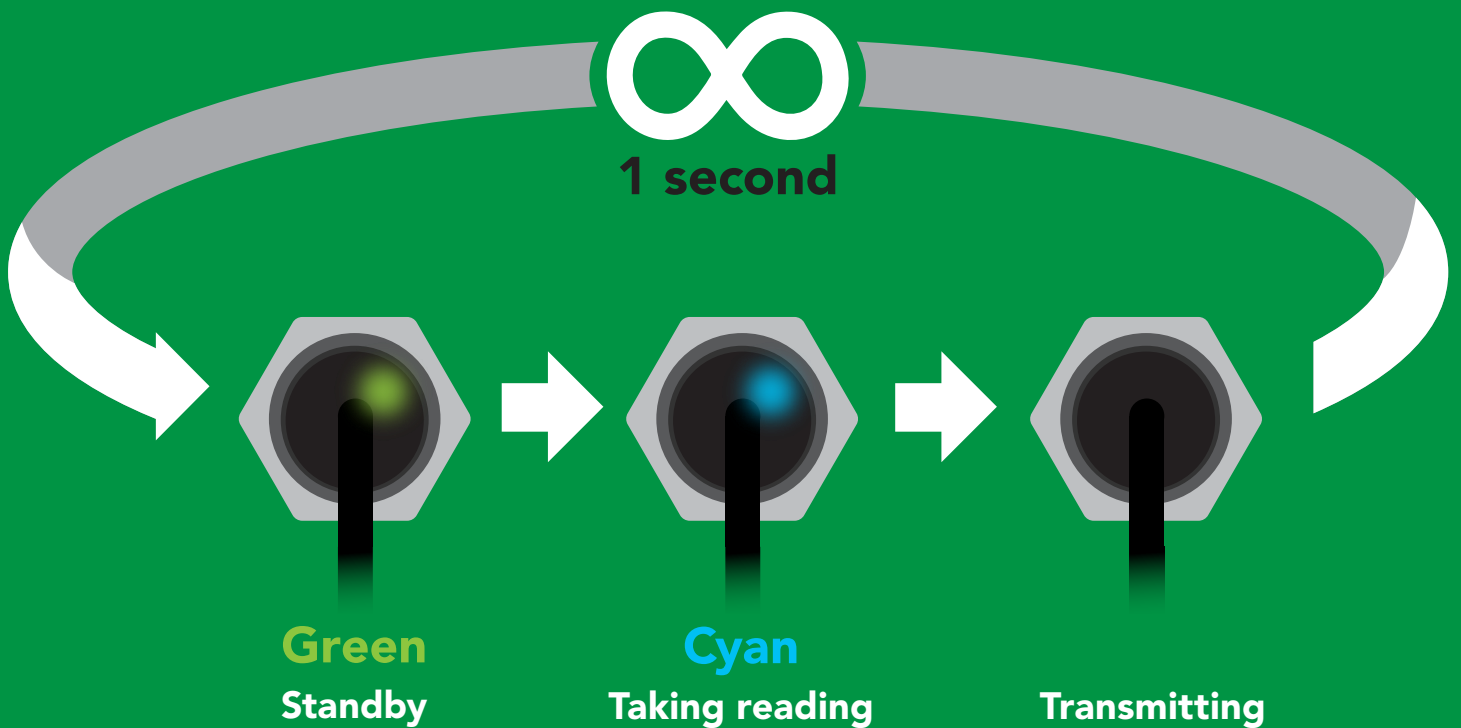 1 second
Green
Standby
Cyan
Taking reading
Transmitting